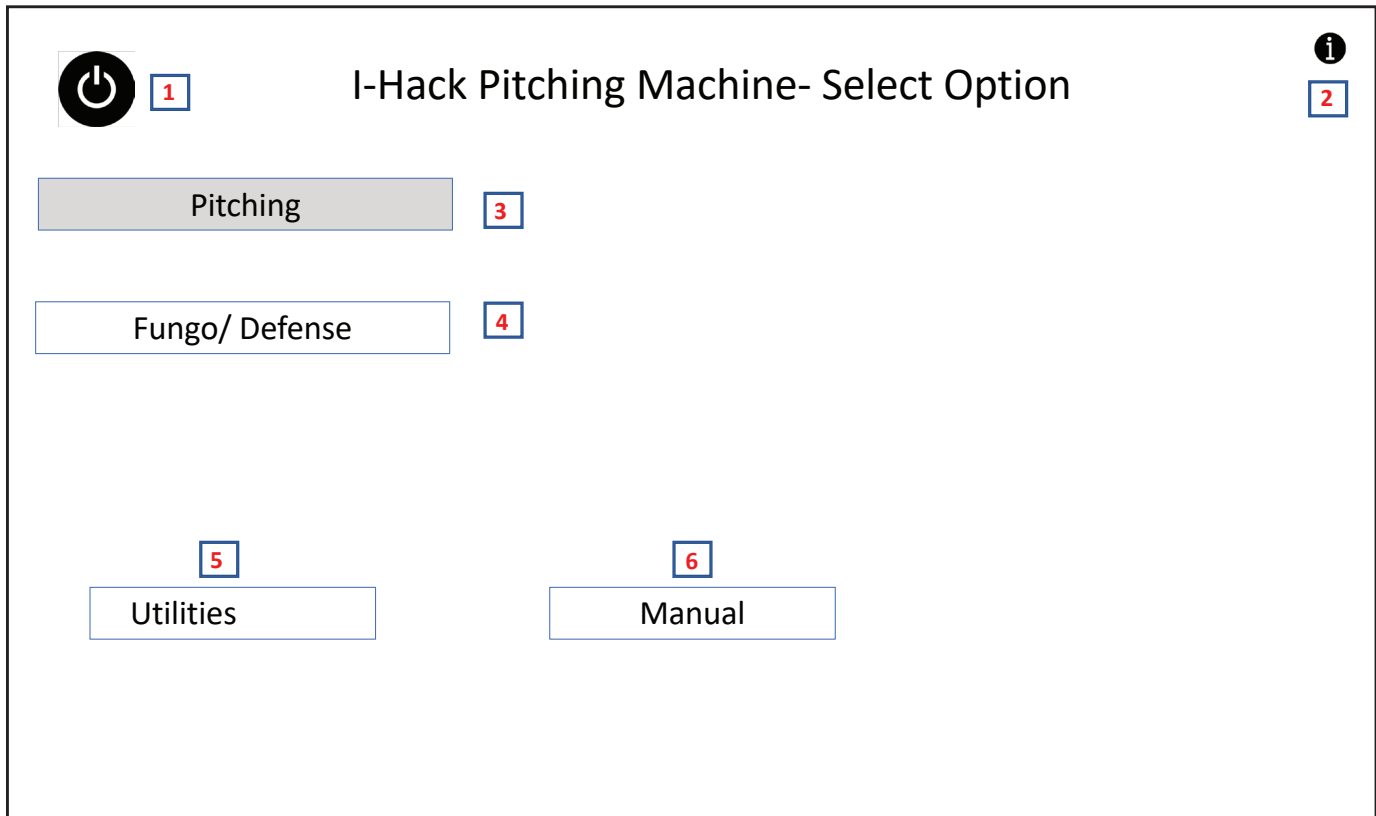 I-Hack Pitching Machine- Select Option
i
1
2
Pitching
3
Fungo/ Defense
4
5
6
Utilities
Manual